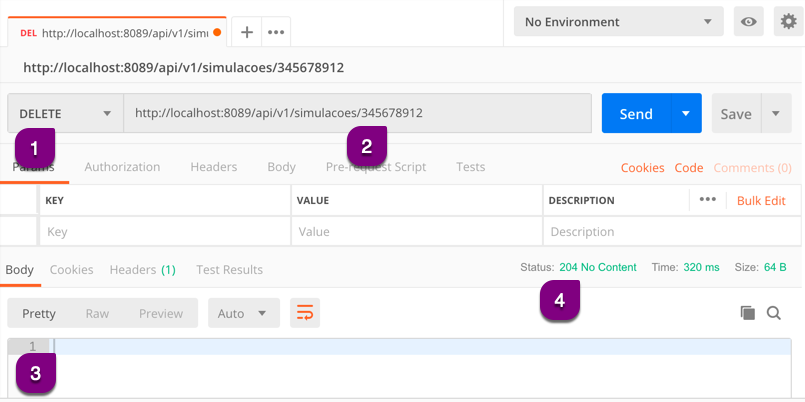 No Environment
DEL http://localhost:8089/api/v1/simu
http://localhost:8089/api/v1/simulacoes/345678912
DELETE http://localhost:8089/api/v1/simulacoes/345678912 Send Save
1 2
Params Authorization Headers Body Pre-request Script Tests Cookies Code Comments (0)
KEY VALUE DESCRIPTION ••• Bulk Edit
Key Value Description
Body Cookies Headers (1) Test Results Status: 204 No Content Time: 320 ms Size: 64 B
4
Pretty Raw Preview Auto
1
3